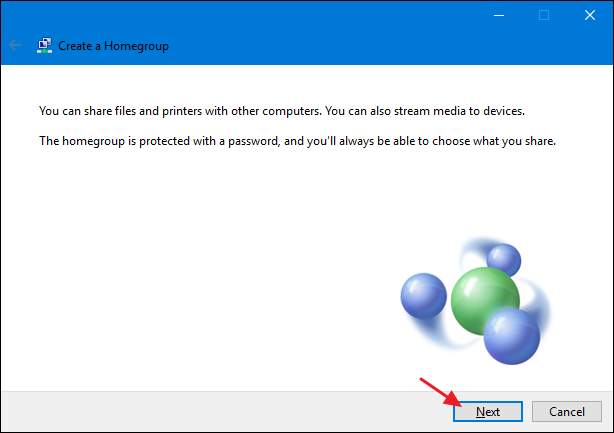 Create a Homegroup
You can share files and printers with other computers. You can also stream media to devices.
The homegroup is protected with a password, and you'll always be able to choose what you share.
Next
Cancel